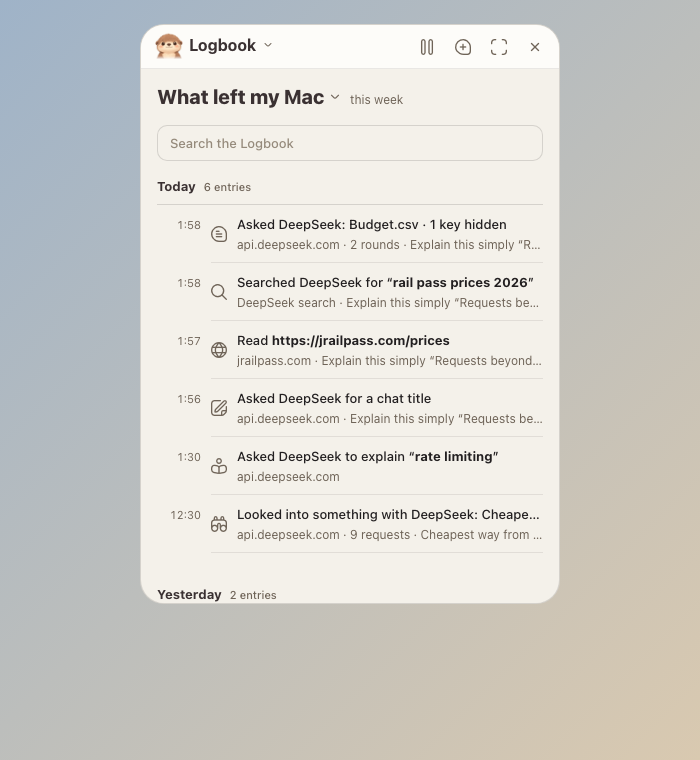 Logbook
What left my Mac this week
Search the Logbook
Today 6 entries
1:58 Asked DeepSeek: Budget.csv · 1 key hidden
api.deepseek.com · 2 rounds · Explain this simply “R...
1:58 Searched DeepSeek for “rail pass prices 2026”
DeepSeek search · Explain this simply “Requests be...
1:57 Read https://jrailpass.com/prices
jrailpass.com · Explain this simply “Requests beyond...
1:56 Asked DeepSeek for a chat title
api.deepseek.com · Explain this simply “Requests be...
1:30 Asked DeepSeek to explain “rate limiting”
api.deepseek.com
12:30 Looked into something with DeepSeek: Cheape...
api.deepseek.com · 9 requests · Cheapest way from ...
Yesterday 2 entries